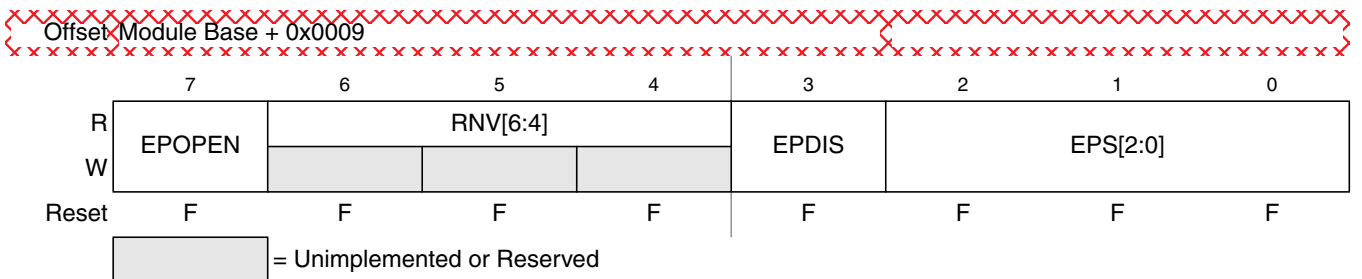 Offset Module Base + 0x0009
7 6 5 4 3 2 1 0
R EPOPEN RNV[6:4] EPDIS EPS[2:0]
W
Reset F F F F F F F F
= Unimplemented or Reserved